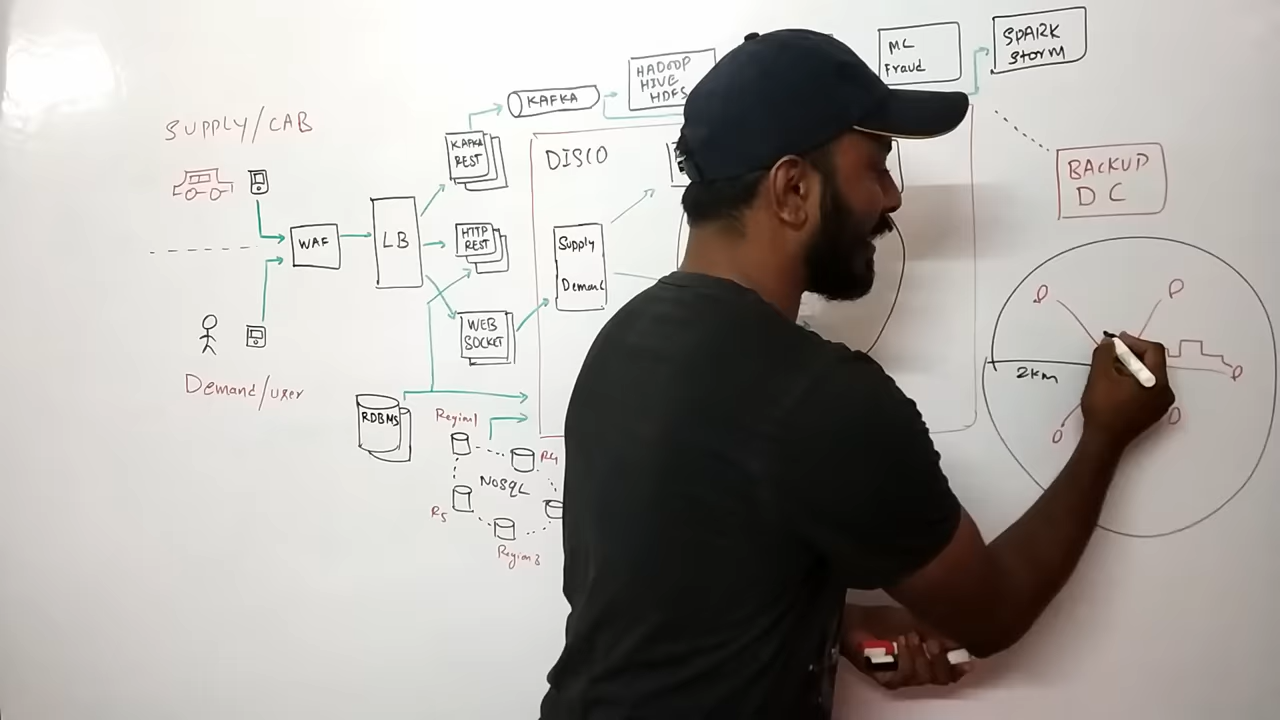 SUPPLY/CAB
WAF
LB
Demand/user
KAFKA
REST
KAFKA
HADOOP
HIVE
HDFS
ML
Fraud
SPARK
Storm
HTTP
REST
WEB
SOCKET
DISCO
Supply
Demand
BACKUP
DC
2km
RDBMS
Region1
R4
NOSQL
R5
Region3